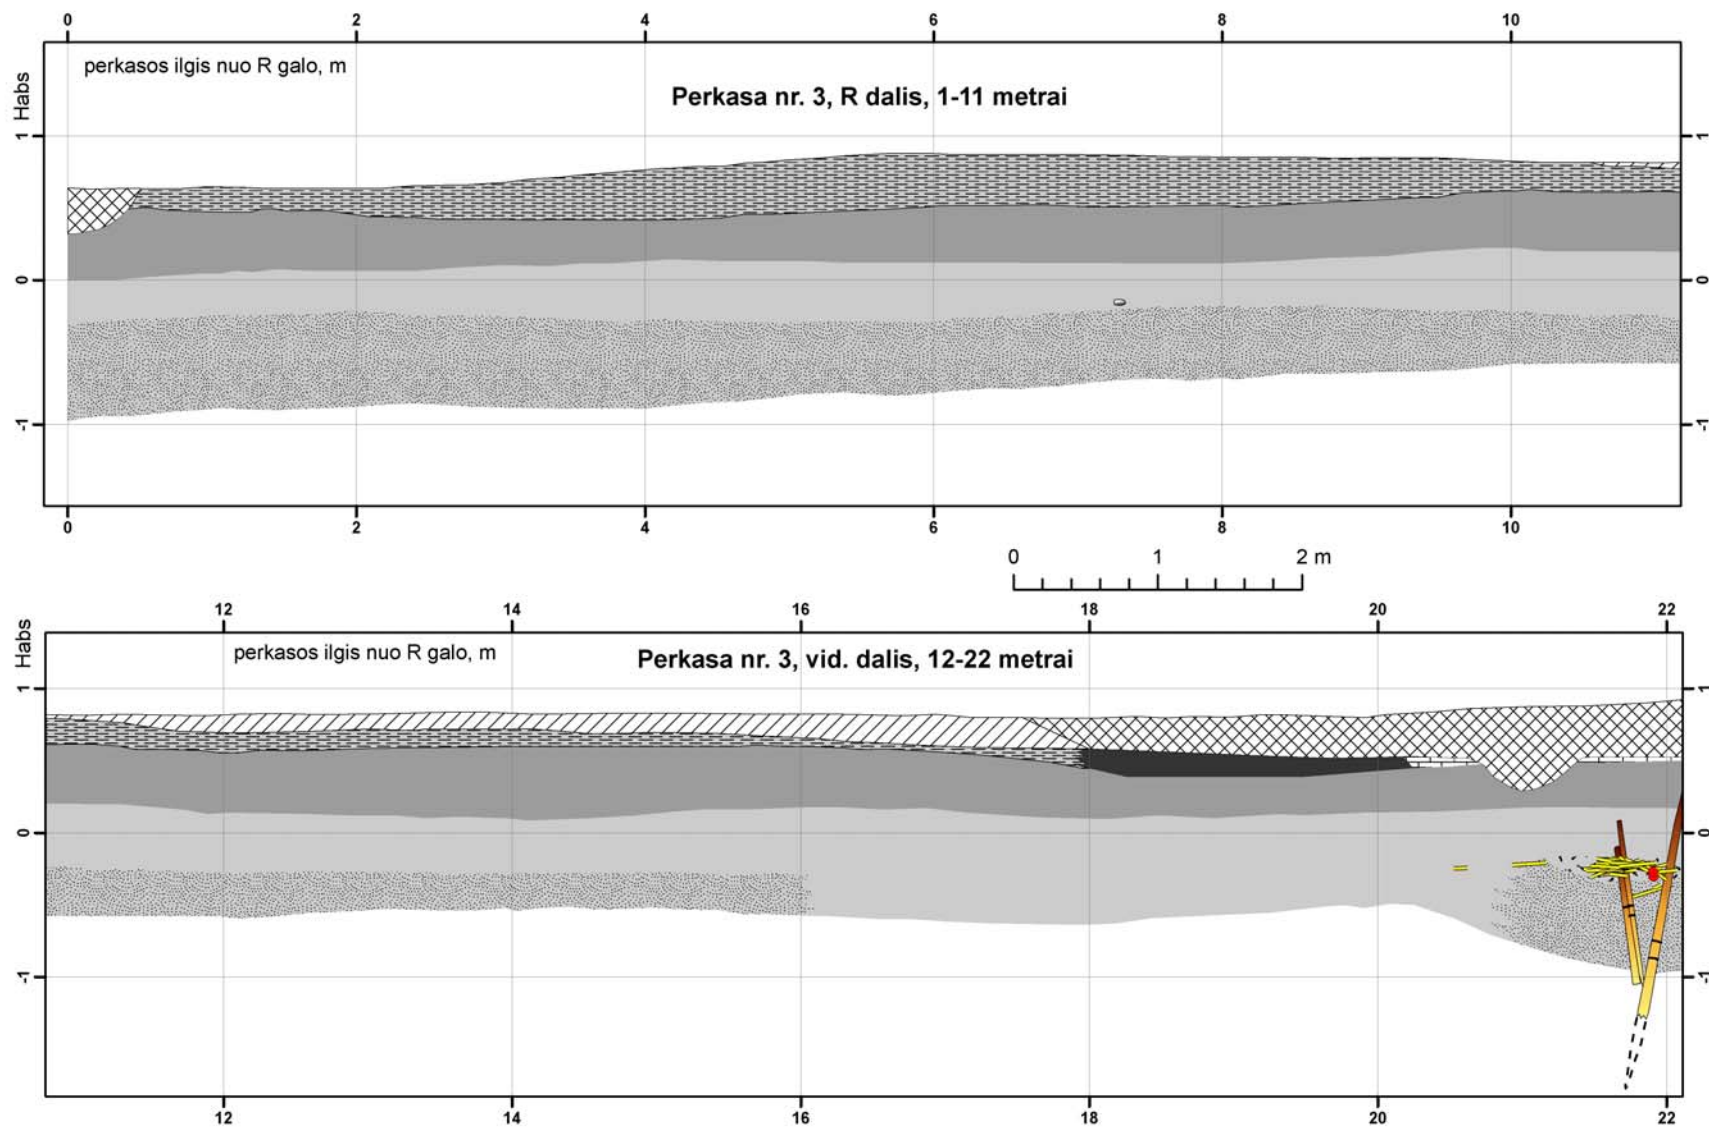 0 2 4 6 8 10
perkasos ilgis nuo R galo, m
Habs
Perkasa nr. 3, R dalis, 1-11 metrai
1 1
0 0
-1 -1
0 2 4 6 8 10
0 1 2 m
12 14 16 18 20 22
Habs
perkasos ilgis nuo R galo, m
Perkasa nr. 3, vid. dalis, 12-22 metrai
1 1
0 0
-1 -1
12 14 16 18 20 22